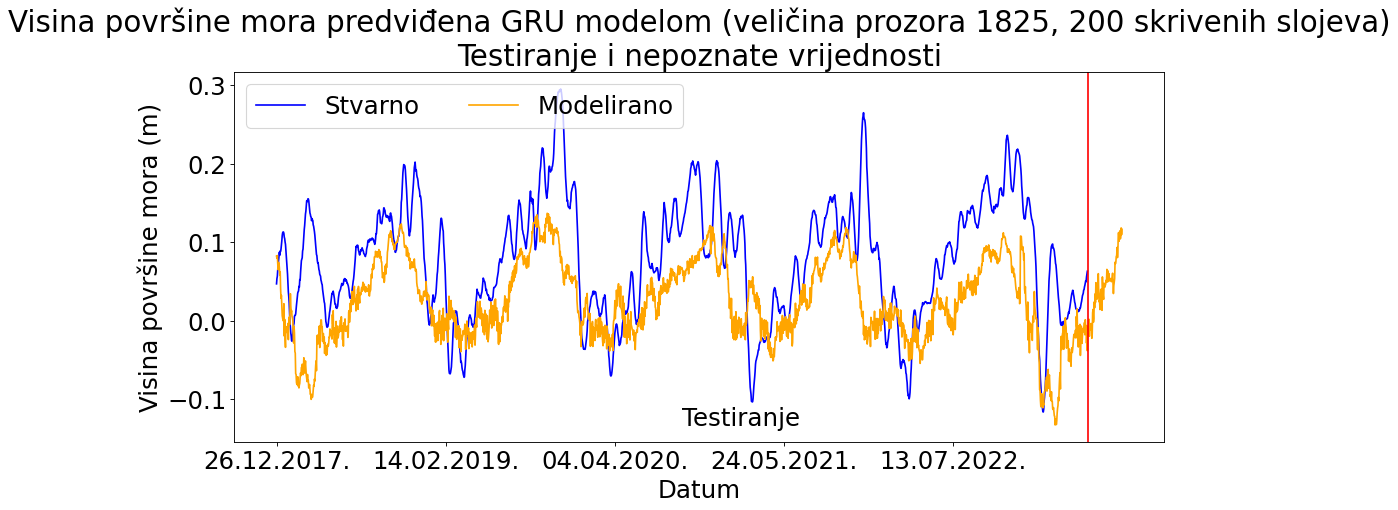 Visina površine mora predviđena GRU modelom (veličina prozora 1825, 200 skrivenih slojeva)
Testiranje i nepoznate vrijednosti
Stvarno
Modelirano
Visina površine mora (m)
0.3
0.2
0.1
0.0
−0.1
Testiranje
26.12.2017.
14.02.2019.
04.04.2020.
24.05.2021.
13.07.2022.
Datum